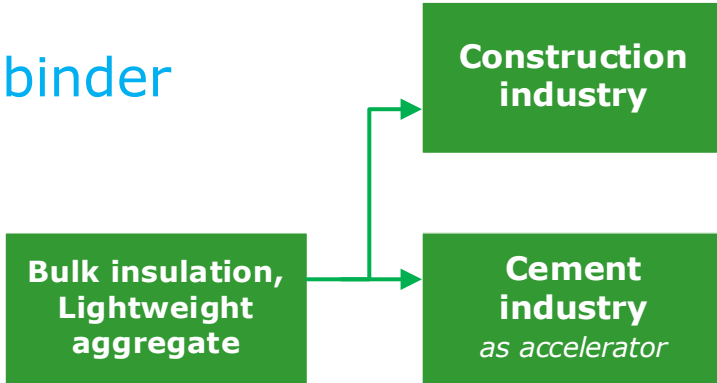 binder
Construction
industry
Bulk insulation,
Lightweight
aggregate
Cement
industry
as accelerator